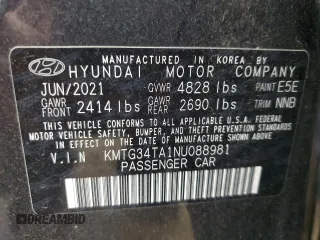 MANUFACTURED IN KOREA
HYUNDAI MOTOR COMPANY
JUN/2021 GVWR 4828 lbs PAINT E5E
GAWR FRONT 2414 lbs GAWR REAR 2690 lbs TRIM NNB
THIS VEHICLE CONFORMS TO ALL APPLICABLE FEDERAL
MOTOR VEHICLE SAFETY, BUMPER, AND THEFT PREVENTION STANDARDS
IN EFFECT ON THE DATE OF MANUFACTURE SHOWN ABOVE.
V.I.N KMTG34TA1NU088981
PASSENGER CAR
DREAMBID